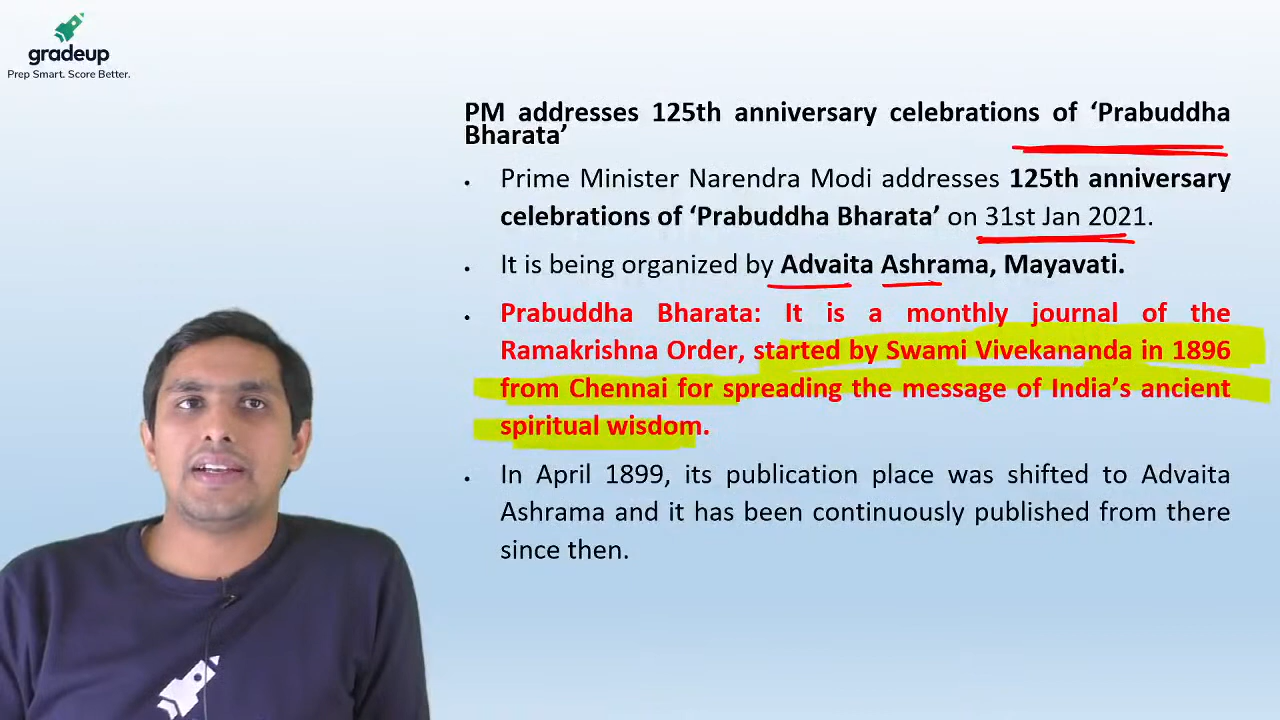 gradeup
Prep Smart. Score Better.
PM addresses 125th anniversary celebrations of ‘Prabuddha
Bharata’
• Prime Minister Narendra Modi addresses 125th anniversary
celebrations of ‘Prabuddha Bharata’ on 31st Jan 2021.
• It is being organized by Advaita Ashrama, Mayavati.
• Prabuddha Bharata: It is a monthly journal of the
Ramakrishna Order, started by Swami Vivekananda in 1896
from Chennai for spreading the message of India’s ancient
spiritual wisdom.
• In April 1899, its publication place was shifted to Advaita
Ashrama and it has been continuously published from there
since then.